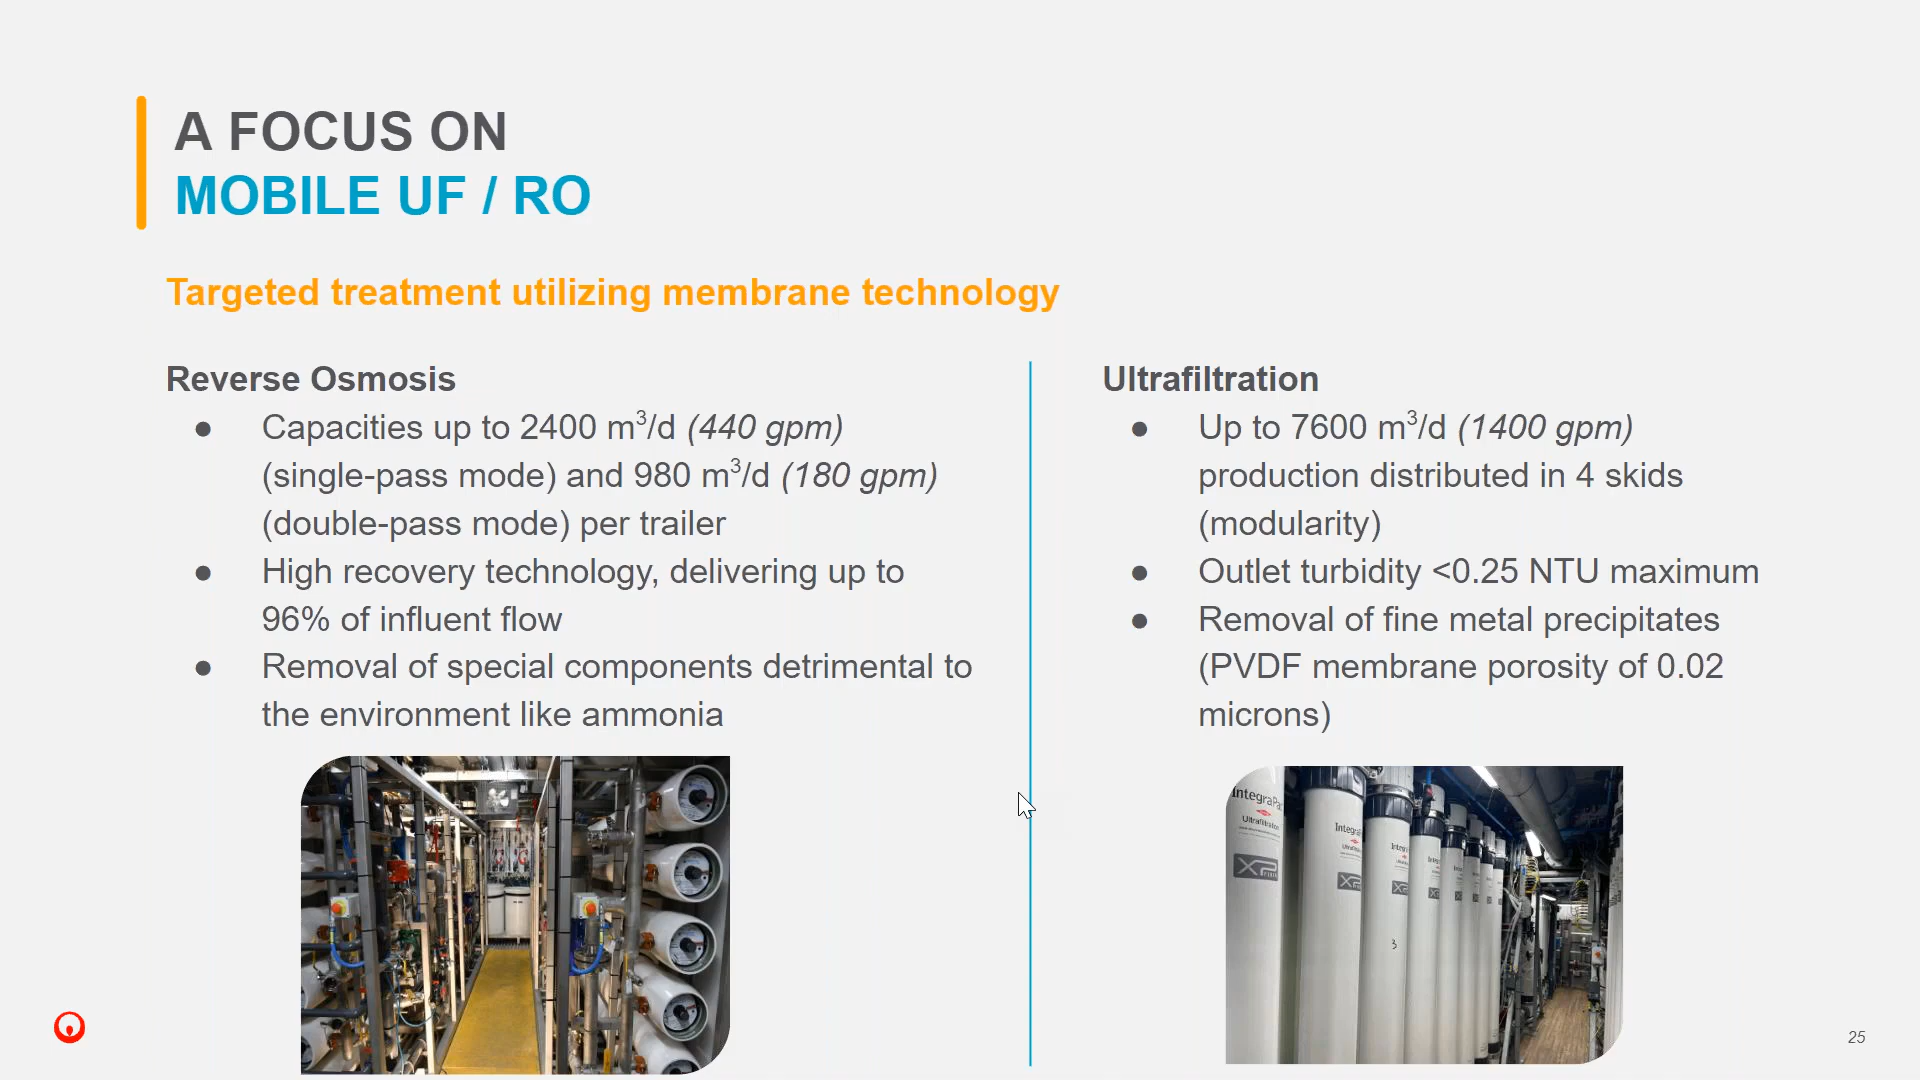 A FOCUS ON
MOBILE UF / RO
Targeted treatment utilizing membrane technology
Reverse Osmosis
● Capacities up to 2400 m³/d (440 gpm)
(single-pass mode) and 980 m³/d (180 gpm)
(double-pass mode) per trailer
● High recovery technology, delivering up to
96% of influent flow
● Removal of special components detrimental to
the environment like ammonia
Ultrafiltration
● Up to 7600 m³/d (1400 gpm)
production distributed in 4 skids
(modularity)
● Outlet turbidity <0.25 NTU maximum
● Removal of fine metal precipitates
(PVDF membrane porosity of 0.02
microns)
Ultrafiltration
XP
3
25